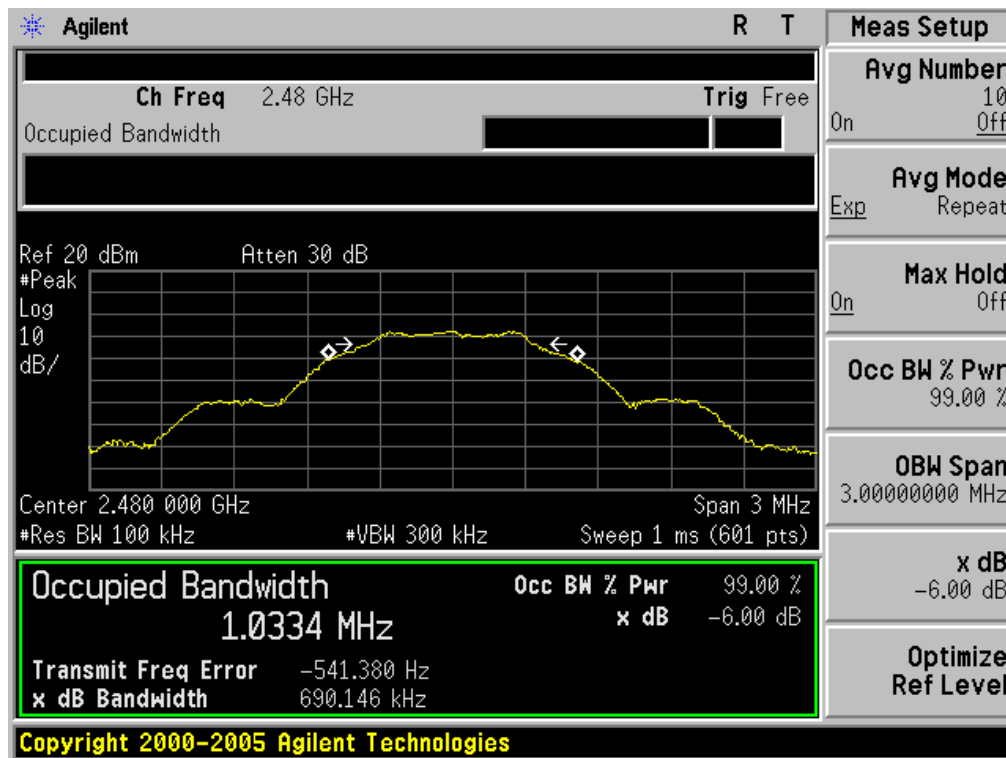 Agilent R T
Ch Freq 2.48 GHz Trig Free
Occupied Bandwidth
Ref 20 dBm Atten 30 dB
#Peak
Log
10
dB/
Center 2.480 000 GHz Span 3 MHz
#Res BW 100 kHz #VBW 300 kHz Sweep 1 ms (601 pts)
Occupied Bandwidth Occ BW % Pwr 99.00 %
1.0334 MHz x dB -6.00 dB
Transmit Freq Error -541.380 Hz
x dB Bandwidth 690.146 kHz
Copyright 2000-2005 Agilent Technologies
Meas Setup
Avg Number
10
On Off
Avg Mode
Exp Repeat
Max Hold
On Off
Occ BW % Pwr
99.00 %
OBW Span
3.00000000 MHz
x dB
-6.00 dB
Optimize
Ref Level